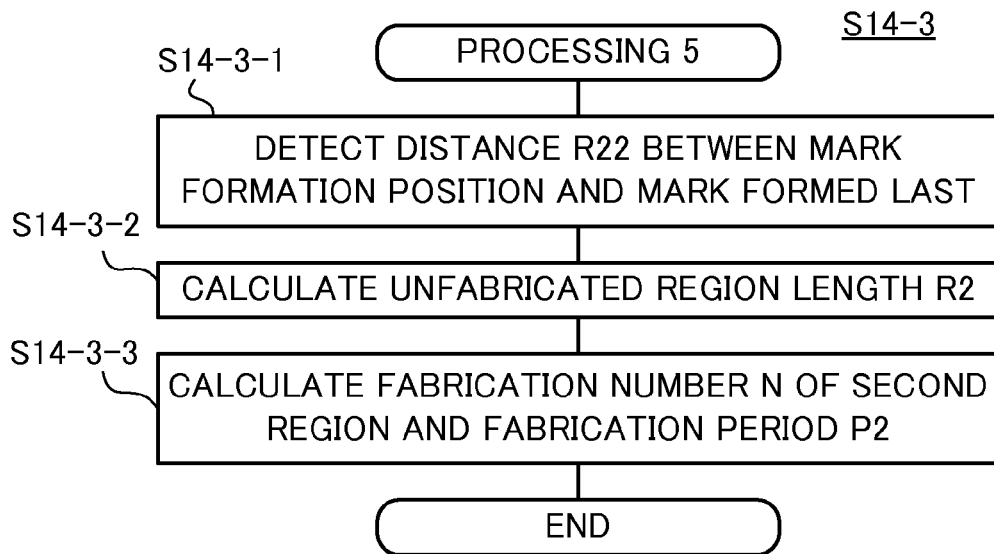 S14-3
PROCESSING 5
S14-3-1
DETECT DISTANCE R22 BETWEEN MARK
FORMATION POSITION AND MARK FORMED LAST
S14-3-2
CALCULATE UNFABRICATED REGION LENGTH R2
S14-3-3
CALCULATE FABRICATION NUMBER N OF SECOND
REGION AND FABRICATION PERIOD P2
END